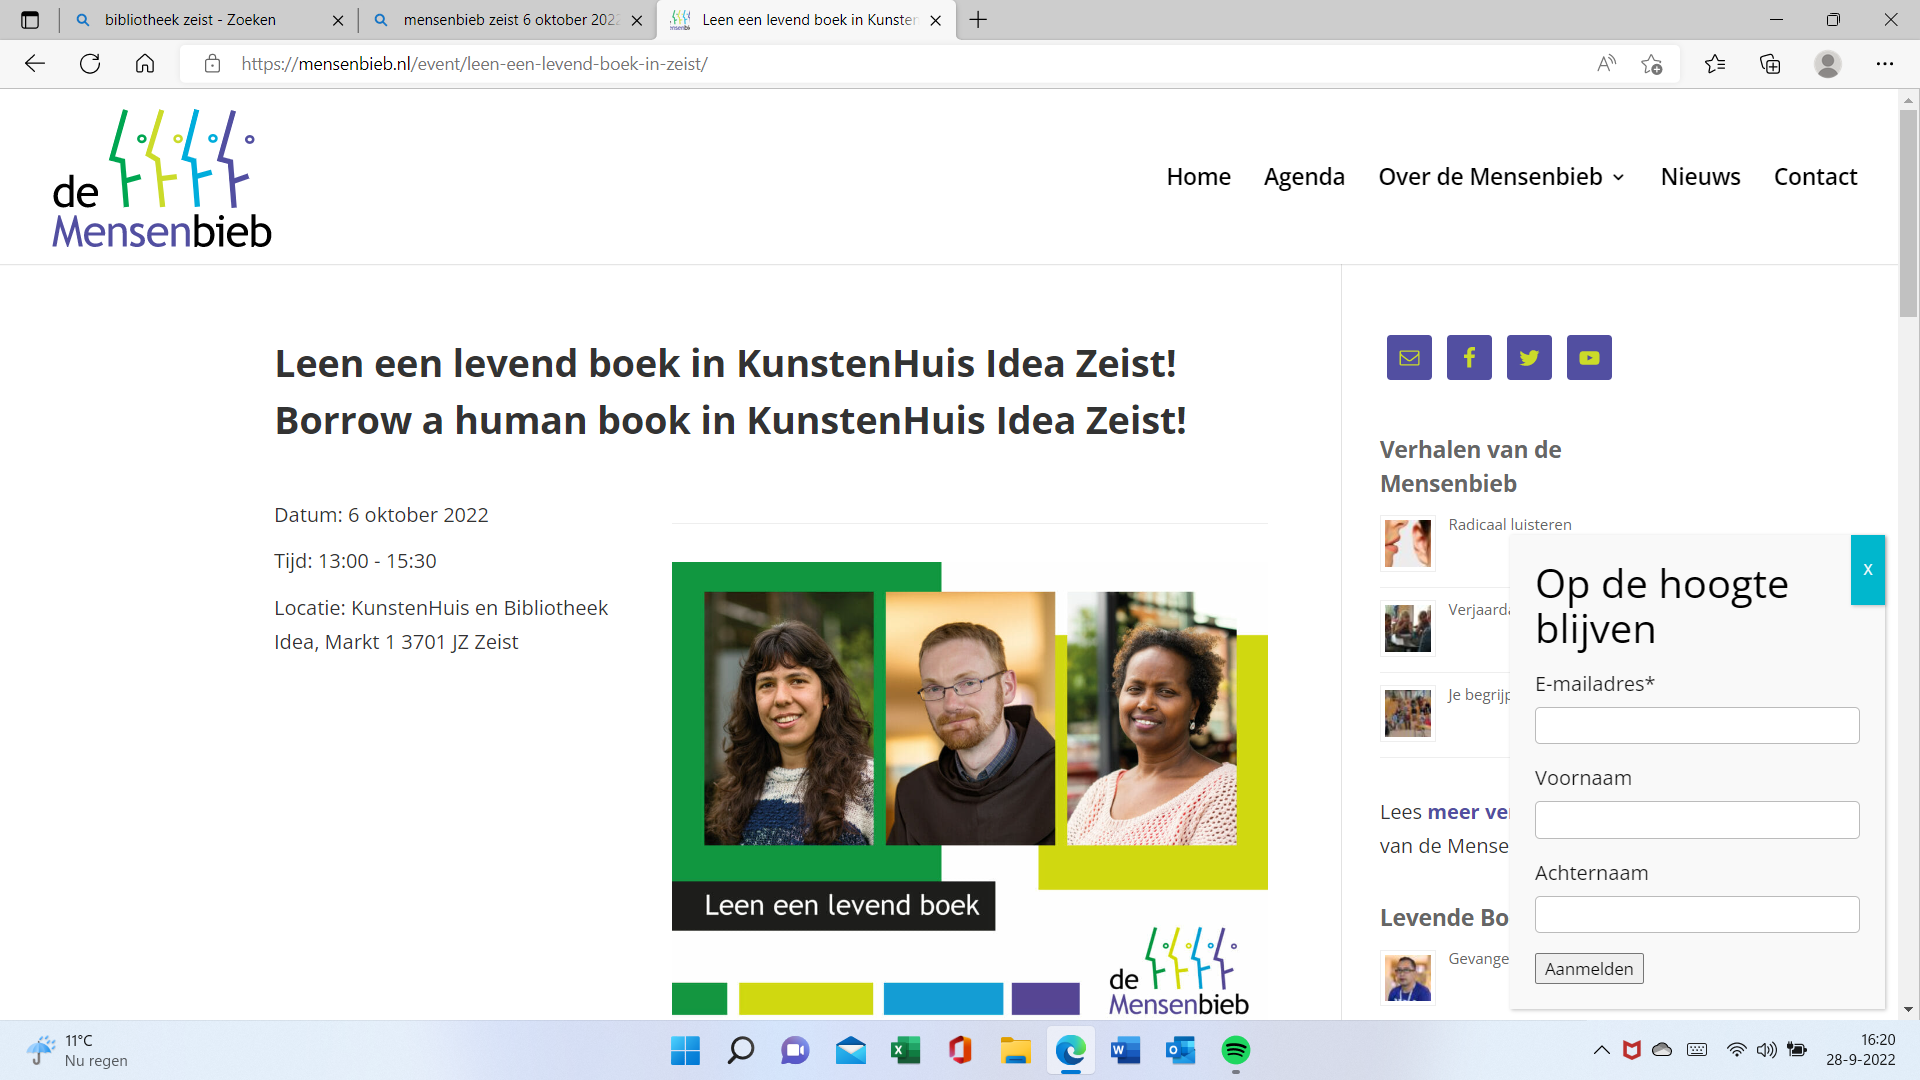 bibliotheek zeist - Zoeken
mensenbieb zeist 6 oktober 202
Leen een levend boek in Kunsten
https://mensenbieb.nl/event/leen-een-levend-boek-in-zeist/
de
Mensenbieb
Home Agenda Over de Mensenbieb Nieuws Contact
Leen een levend boek in KunstenHuis Idea Zeist!
Borrow a human book in KunstenHuis Idea Zeist!
Datum: 6 oktober 2022
Tijd: 13:00 - 15:30
Locatie: KunstenHuis en Bibliotheek
Idea, Markt 1 3701 JZ Zeist
Leen een levend boek
de
Mensenbieb
Verhalen van de
Mensenbieb
Radicaal luisteren
Verjaarda
Je begrijp
Lees meer ve
van de Mense
Levende Bo
Gevange
Op de hoogte
blijven
X
E-mailadres*
Voornaam
Achternaam
Aanmelden
11°C
Nu regen
16:20
28-9-2022